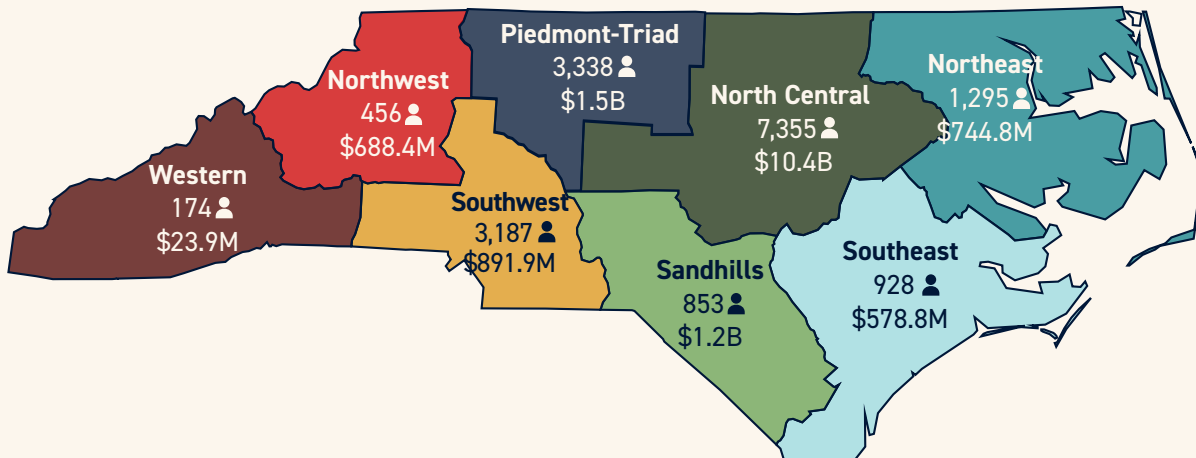 Piedmont-Triad
3,338
$1.5B
Northwest
456
$688.4M
North Central
7,355
$10.4B
Northeast
1,295
$744.8M
Western
174
$23.9M
Southwest
3,187
$891.9M
Sandhills
853
$1.2B
Southeast
928
$578.8M